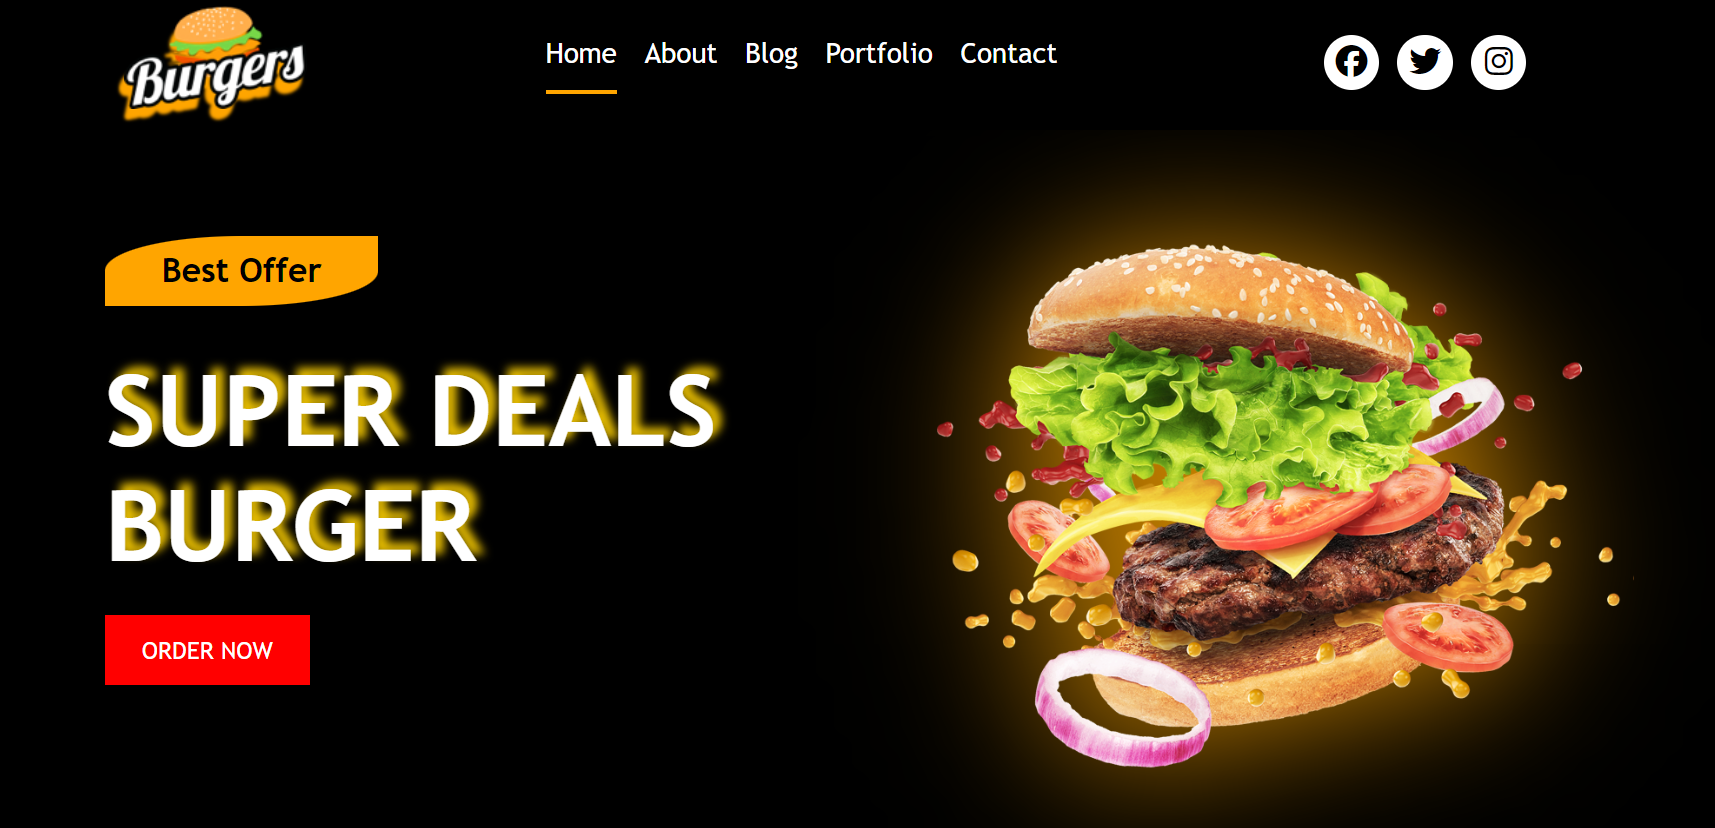 Burgers
Home About Blog Portfolio Contact
Best Offer
SUPER DEALS
BURGER
ORDER NOW